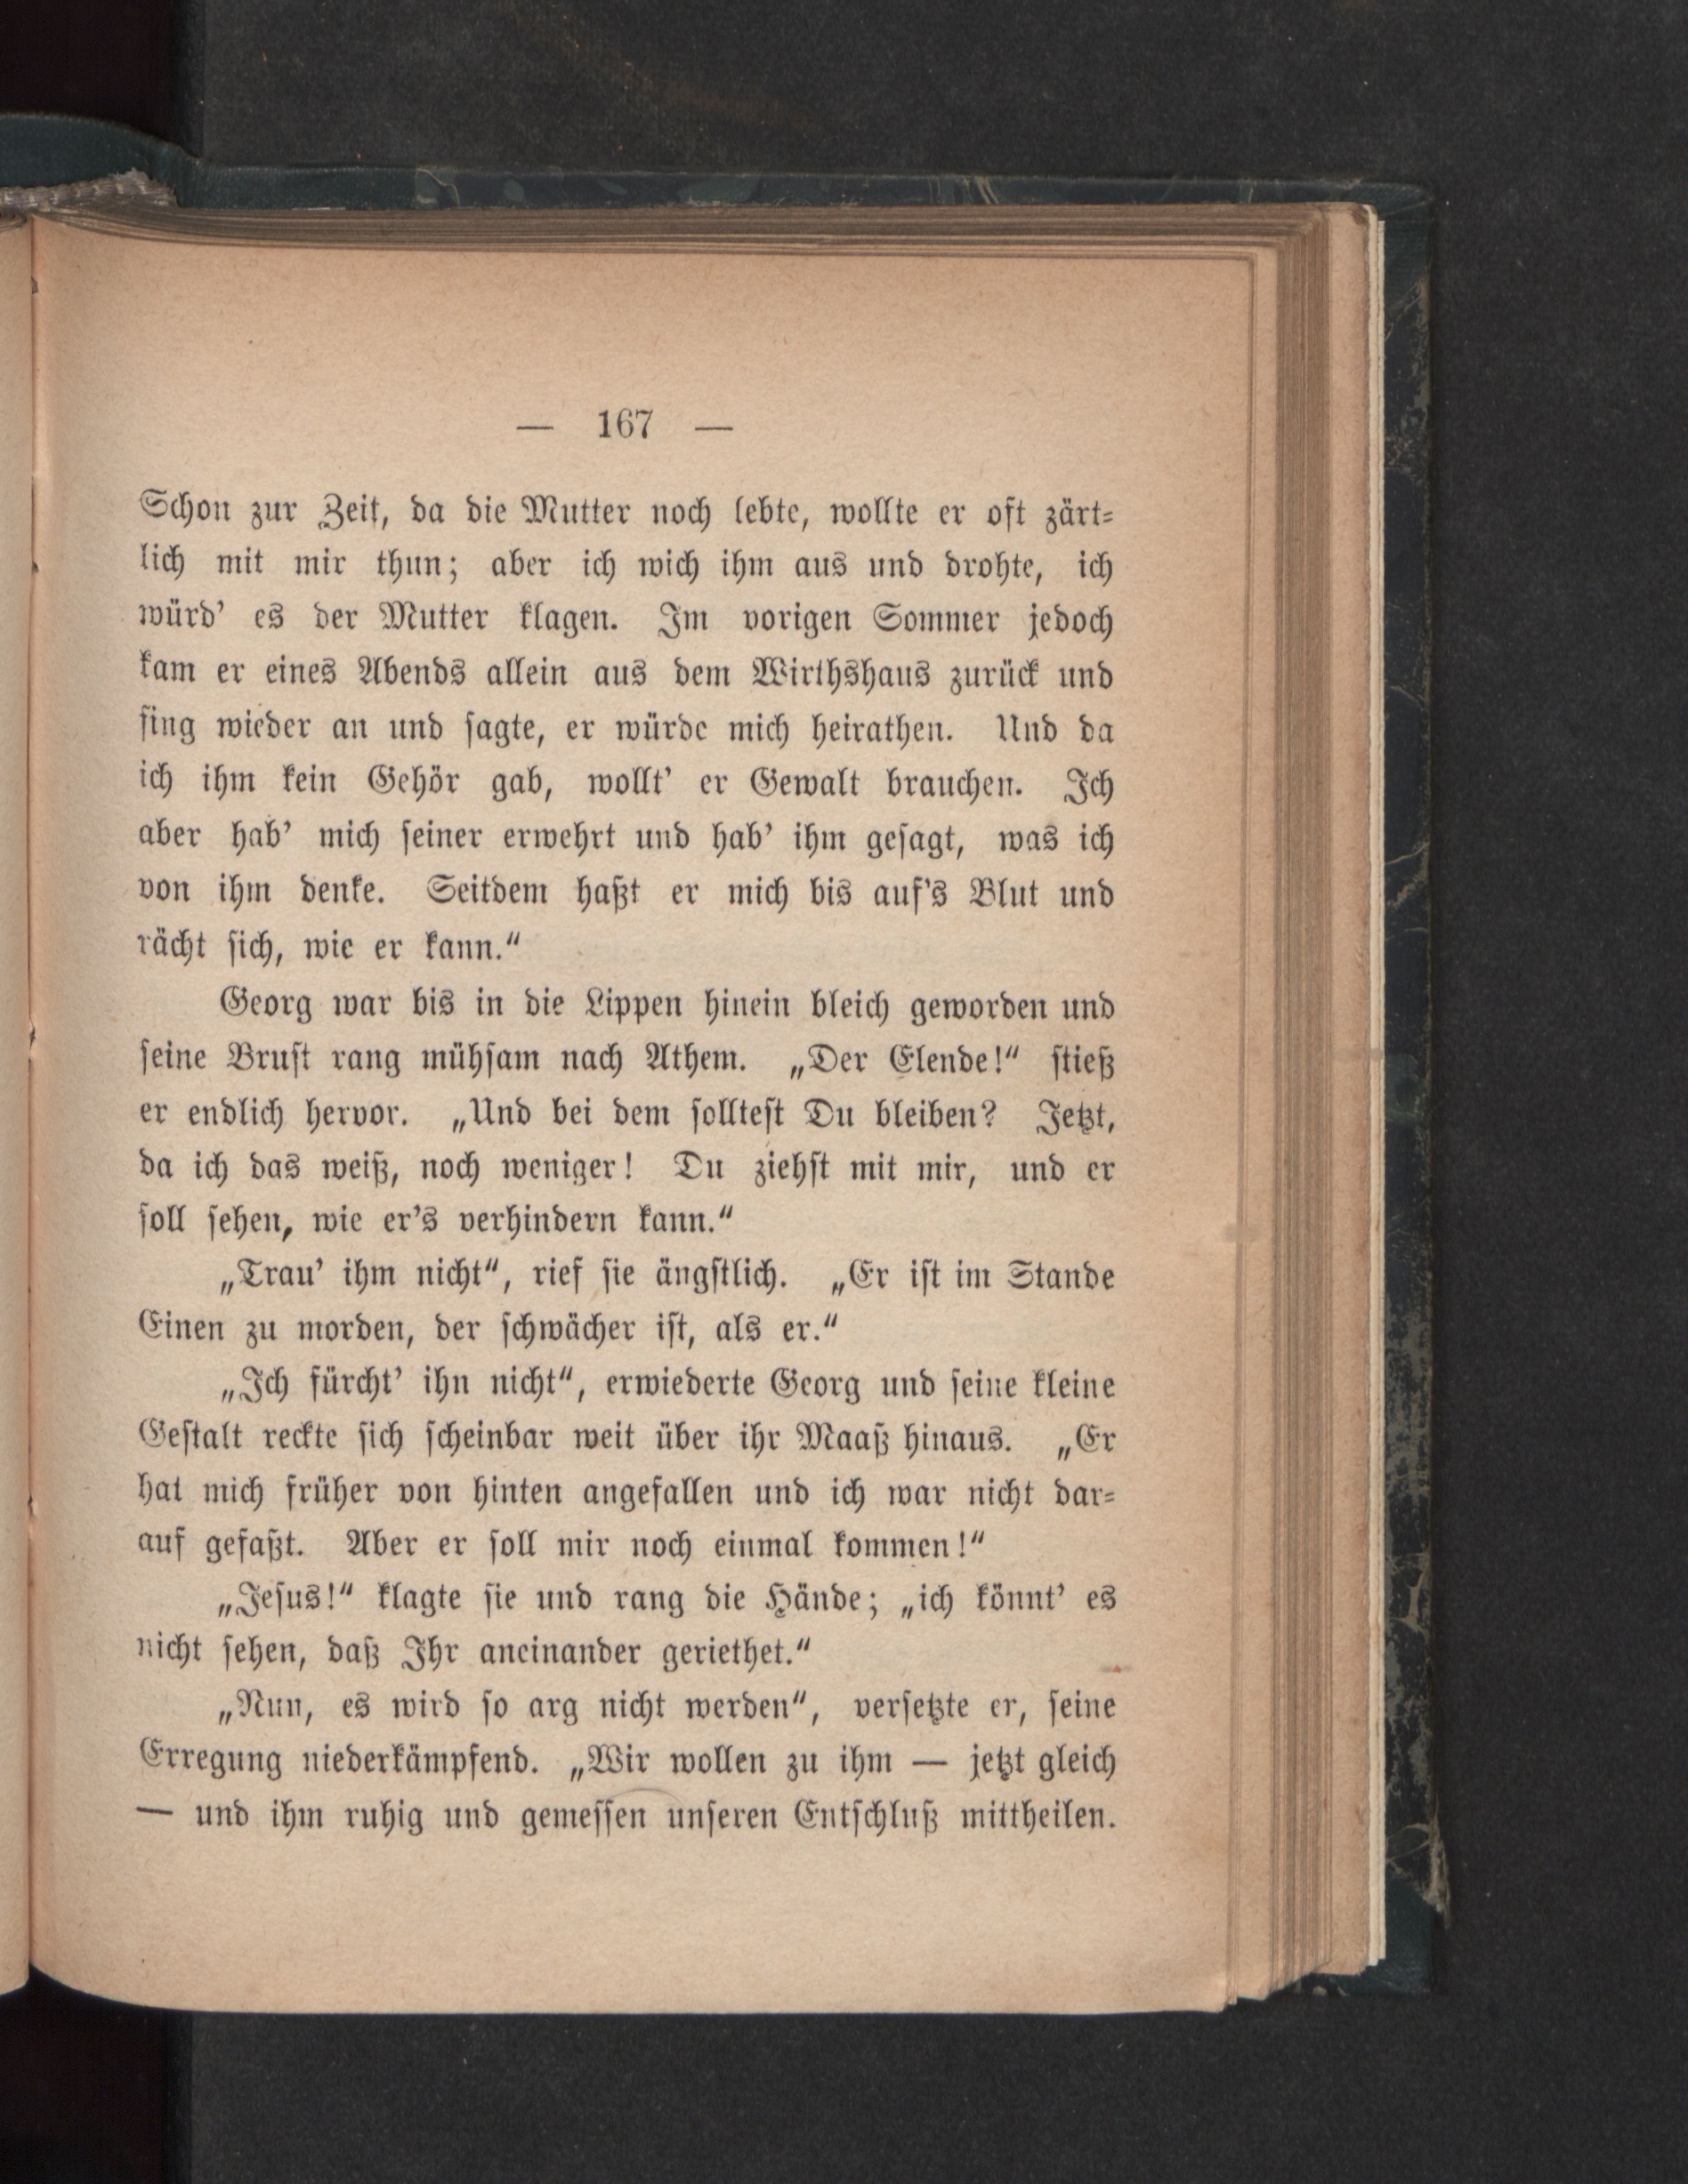 — 167 —
Schon zur Zeit, da die Mutter noch lebte, wollte er oft zärt-
lich mit mir thun; aber ich wich ihm aus und drohte, ich
würd’ es der Mutter klagen. Im vorigen Sommer jedoch
kam er eines Abends allein aus dem Wirthshaus zurück und
fing wieder an und sagte, er würde mich heirathen. Und da
ich ihm kein Gehör gab, wollt’ er Gewalt brauchen. Ich
aber hab’ mich seiner erwehrt und hab’ ihm gesagt, was ich
von ihm denke. Seitdem haßt er mich bis auf’s Blut und
rächt sich, wie er kann.“
Georg war bis in die Lippen hinein bleich geworden und
seine Brust rang mühsam nach Athem. „Der Elende!“ stieß
er endlich hervor. „Und bei dem solltest Du bleiben? Jetzt,
da ich das weiß, noch weniger! Du ziehst mit mir, und er
soll sehen, wie er’s verhindern kann.“
„Trau’ ihm nicht“, rief sie ängstlich. „Er ist im Stande
Einen zu morden, der schwächer ist, als er.“
„Ich fürcht’ ihn nicht“, erwiederte Georg und seine kleine
Gestalt reckte sich scheinbar weit über ihr Maaß hinaus. „Er
hat mich früher von hinten angefallen und ich war nicht dar-
auf gefaßt. Aber er soll mir noch einmal kommen!“
„Jesus!“ klagte sie und rang die Hände; „ich könnt’ es
nicht sehen, daß Ihr aneinander geriethet.“
„Nun, es wird so arg nicht werden“, versetzte er, seine
Erregung niederkämpfend. „Wir wollen zu ihm — jetzt gleich
— und ihm ruhig und gemessen unseren Entschluß mittheilen.